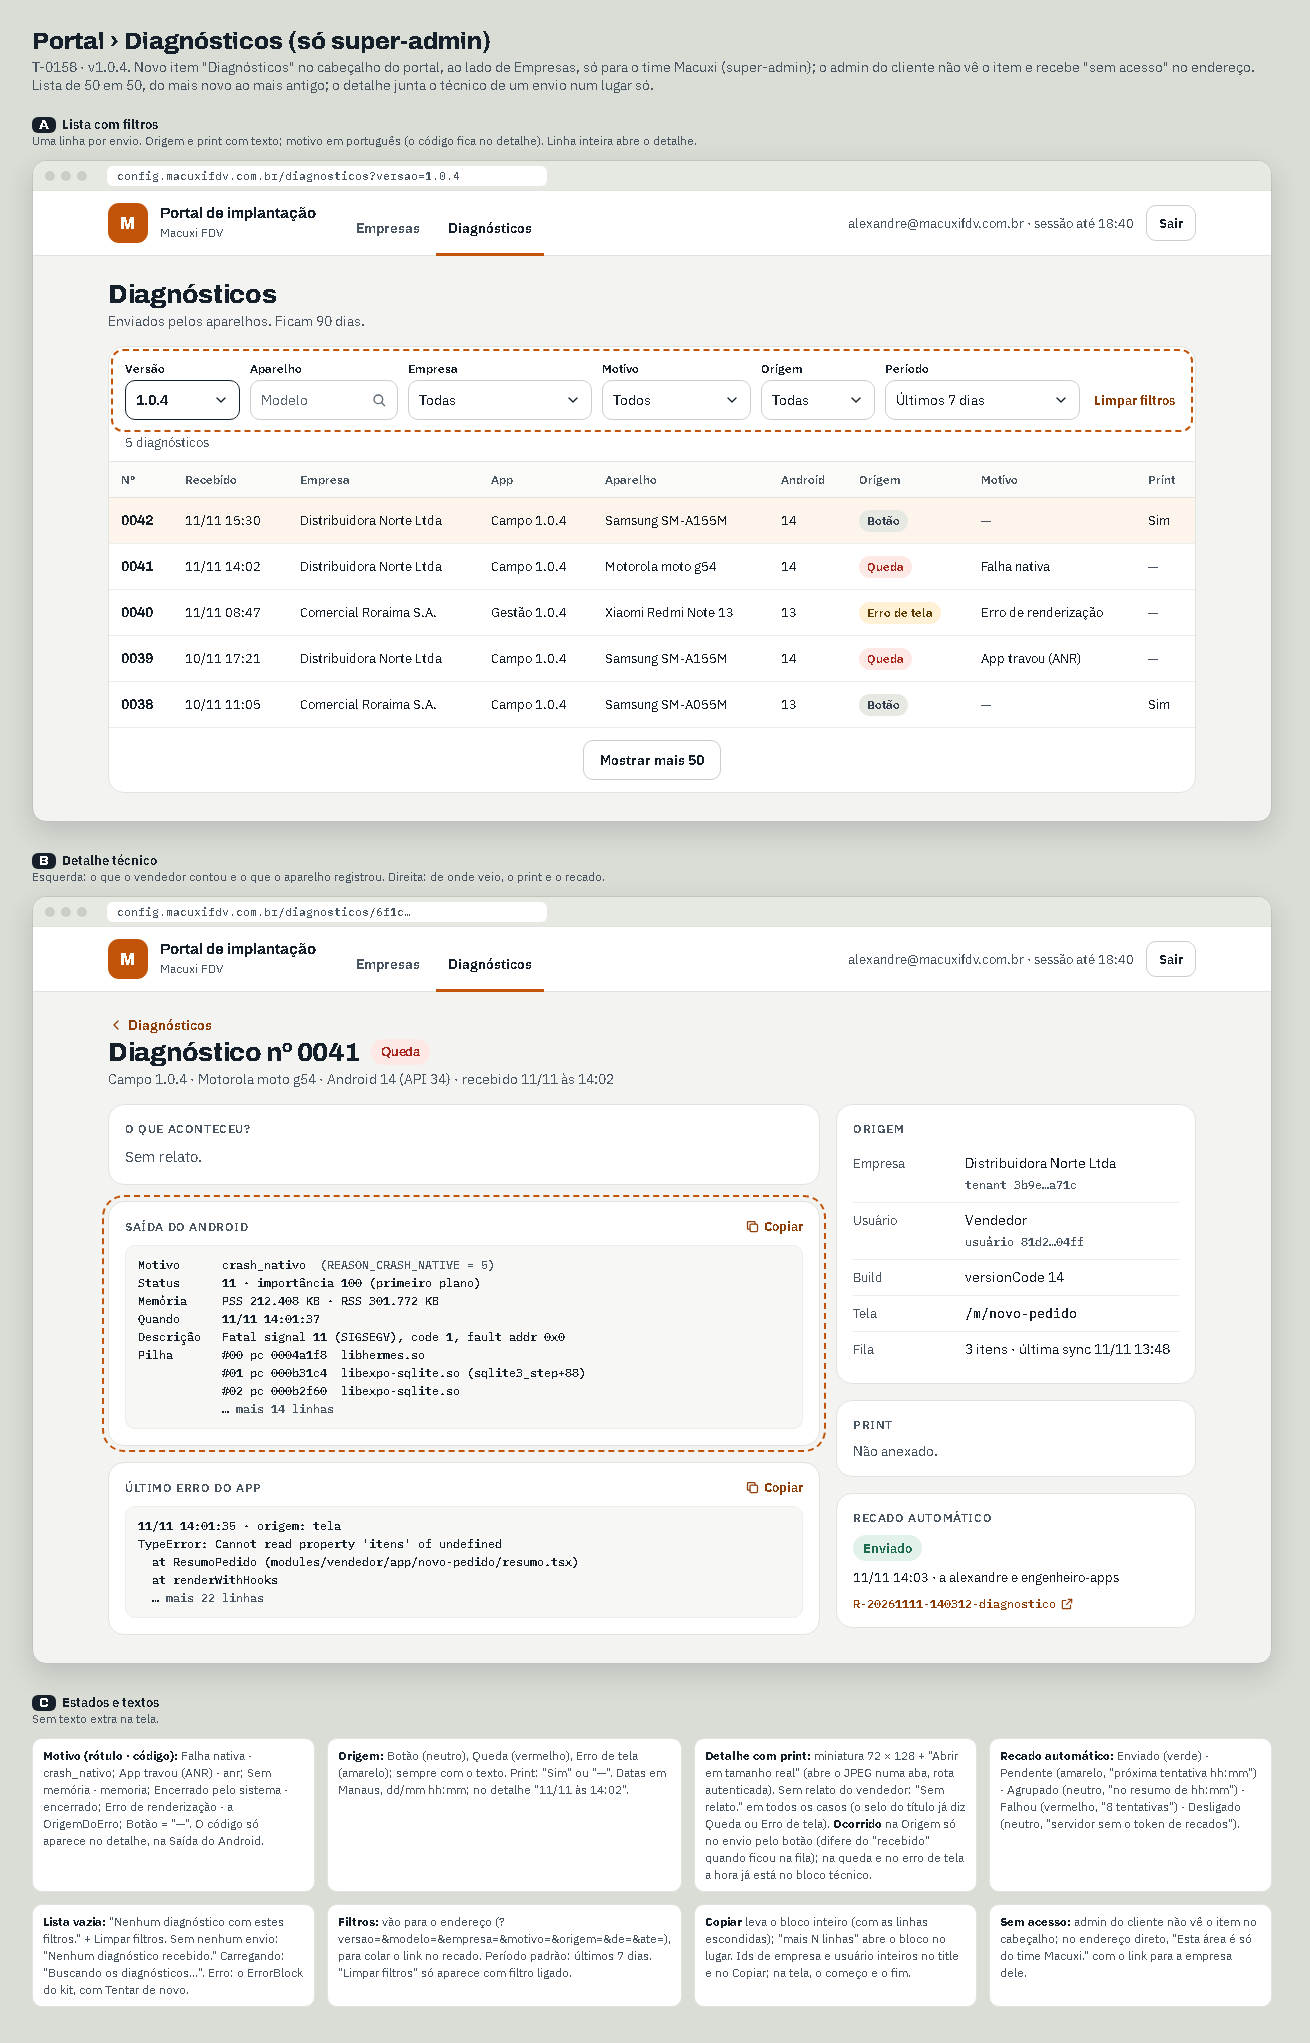 Portal › Diagnósticos (só super-admin)
T-0158 · v1.0.4. Novo item "Diagnósticos" no cabeçalho do portal, ao lado de Empresas, só para o time Macuxi (super-admin); o admin do cliente não vê o item e recebe "sem acesso" no endereço.
Lista de 50 em 50, do mais novo ao mais antigo; o detalhe junta o técnico de um envio num lugar só.
A Lista com filtros
Uma linha por envio. Origem e print com texto; motivo em português (o código fica no detalhe). Linha inteira abre o detalhe.
config.macuxifdv.com.br/diagnosticos?versao=1.0.4
M
Portal de implantação
Macuxi FDV
Empresas
Diagnósticos
alexandre@macuxifdv.com.br · sessão até 18:40
Sair
Diagnósticos
Enviados pelos aparelhos. Ficam 90 dias.
Versão Aparelho Empresa Motivo Origem Período
1.0.4 Modelo Todas Todos Todas Últimos 7 dias Limpar filtros
5 diagnósticos
Nº Recebido Empresa App Aparelho Android Origem Motivo Print
0042 11/11 15:30 Distribuidora Norte Ltda Campo 1.0.4 Samsung SM-A155M 14 Botão — Sim
0041 11/11 14:02 Distribuidora Norte Ltda Campo 1.0.4 Motorola moto g54 14 Queda Falha nativa —
0040 11/11 08:47 Comercial Roraima S.A. Gestão 1.0.4 Xiaomi Redmi Note 13 13 Erro de tela Erro de renderização —
0039 10/11 17:21 Distribuidora Norte Ltda Campo 1.0.4 Samsung SM-A155M 14 Queda App travou (ANR) —
0038 10/11 11:05 Comercial Roraima S.A. Campo 1.0.4 Samsung SM-A055M 13 Botão — Sim
Mostrar mais 50
B Detalhe técnico
Esquerda: o que o vendedor contou e o que o aparelho registrou. Direita: de onde veio, o print e o recado.
config.macuxifdv.com.br/diagnosticos/6f1c…
M
Portal de implantação
Macuxi FDV
Empresas
Diagnósticos
alexandre@macuxifdv.com.br · sessão até 18:40
Sair
‹ Diagnósticos
Diagnóstico nº 0041 Queda
Campo 1.0.4 · Motorola moto g54 · Android 14 (API 34) · recebido 11/11 às 14:02
O QUE ACONTECEU?
Sem relato.
SAÍDA DO ANDROID
Copiar
Motivo crash_nativo (REASON_CRASH_NATIVE = 5)
Status 11 · importância 100 (primeiro plano)
Memória PSS 212.408 KB · RSS 301.772 KB
Quando 11/11 14:01:37
Descrição Fatal signal 11 (SIGSEGV), code 1, fault addr 0x0
Pilha #00 pc 0004a1f8 libhermes.so
#01 pc 000b31c4 libexpo-sqlite.so (sqlite3_step+88)
#02 pc 000b2f60 libexpo-sqlite.so
… mais 14 linhas
ÚLTIMO ERRO DO APP
Copiar
11/11 14:01:35 · origem: tela
TypeError: Cannot read property 'itens' of undefined
at ResumoPedido (modules/vendedor/app/novo-pedido/resumo.tsx)
at renderWithHooks
… mais 22 linhas
ORIGEM
Empresa Distribuidora Norte Ltda
tenant 3b9e…a71c
Usuário Vendedor
usuário 81d2…04ff
Build versionCode 14
Tela /m/novo-pedido
Fila 3 itens · última sync 11/11 13:48
PRINT
Não anexado.
RECADO AUTOMÁTICO
Enviado
11/11 14:03 · a alexandre e engenheiro-apps
R-20261111-140312-diagnostico
C Estados e textos
Sem texto extra na tela.
Motivo (rótulo · código): Falha nativa ·
crash_nativo; App travou (ANR) · anr; Sem
memória · memoria; Encerrado pelo sistema ·
encerrado; Erro de renderização · a
OrigemDoErro; Botão = "—". O código só
aparece no detalhe, na Saída do Android.
Origem: Botão (neutro), Queda (vermelho), Erro de tela
(amarelo); sempre com o texto. Print: "Sim" ou "—". Datas em
Manaus, dd/mm hh:mm; no detalhe "11/11 às 14:02".
Detalhe com print: miniatura 72 × 128 + "Abrir
em tamanho real" (abre o JPEG numa aba, rota
autenticada). Sem relato do vendedor: "Sem
relato." em todos os casos (o selo do título já diz
Queda ou Erro de tela). Ocorrido na Origem só
no envio pelo botão (difere do "recebido"
quando ficou na fila); na queda e no erro de tela
a hora já está no bloco técnico.
Recado automático: Enviado (verde) ·
Pendente (amarelo, "próxima tentativa hh:mm")
· Agrupado (neutro, "no resumo de hh:mm") ·
Falhou (vermelho, "8 tentativas") · Desligado
(neutro, "servidor sem o token de recados").
Lista vazia: "Nenhum diagnóstico com estes
filtros." + Limpar filtros. Sem nenhum envio:
"Nenhum diagnóstico recebido." Carregando:
"Buscando os diagnósticos…". Erro: o ErrorBlock
do kit, com Tentar de novo.
Filtros: vão para o endereço (?
versao=&modelo=&empresa=&motivo=&origem=&de=&ate=),
para colar o link no recado. Período padrão: últimos 7 dias.
"Limpar filtros" só aparece com filtro ligado.
Copiar leva o bloco inteiro (com as linhas
escondidas); "mais N linhas" abre o bloco no
lugar. Ids de empresa e usuário inteiros no title
e no Copiar; na tela, o começo e o fim.
Sem acesso: admin do cliente não vê o item no
cabeçalho; no endereço direto, "Esta área é só
do time Macuxi." com o link para a empresa
dele.